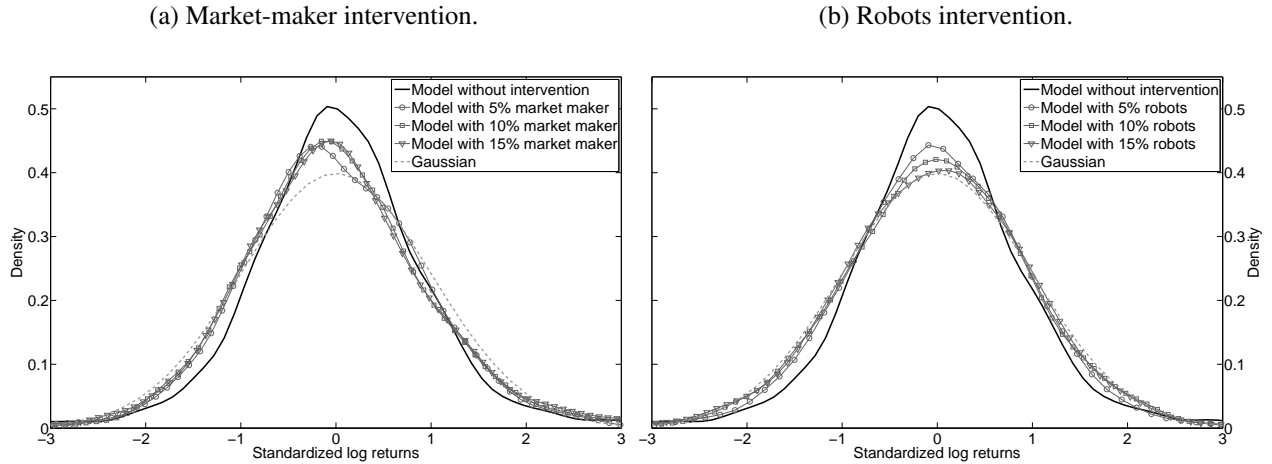 (a) Market-maker intervention.
(b) Robots intervention.
Model without intervention
Model with 5% market maker
Model with 10% market maker
Model with 15% market maker
Gaussian
0.5
0.4
0.3
0.2
0.1
0
Density
−3
−2
−1
0
1
2
3
Standardized log returns
Model without intervention
Model with 5% robots
Model with 10% robots
Model with 15% robots
Gaussian
0.5
0.4
0.3
0.2
0.1
0
Density
−3
−2
−1
0
1
2
3
Standardized log returns